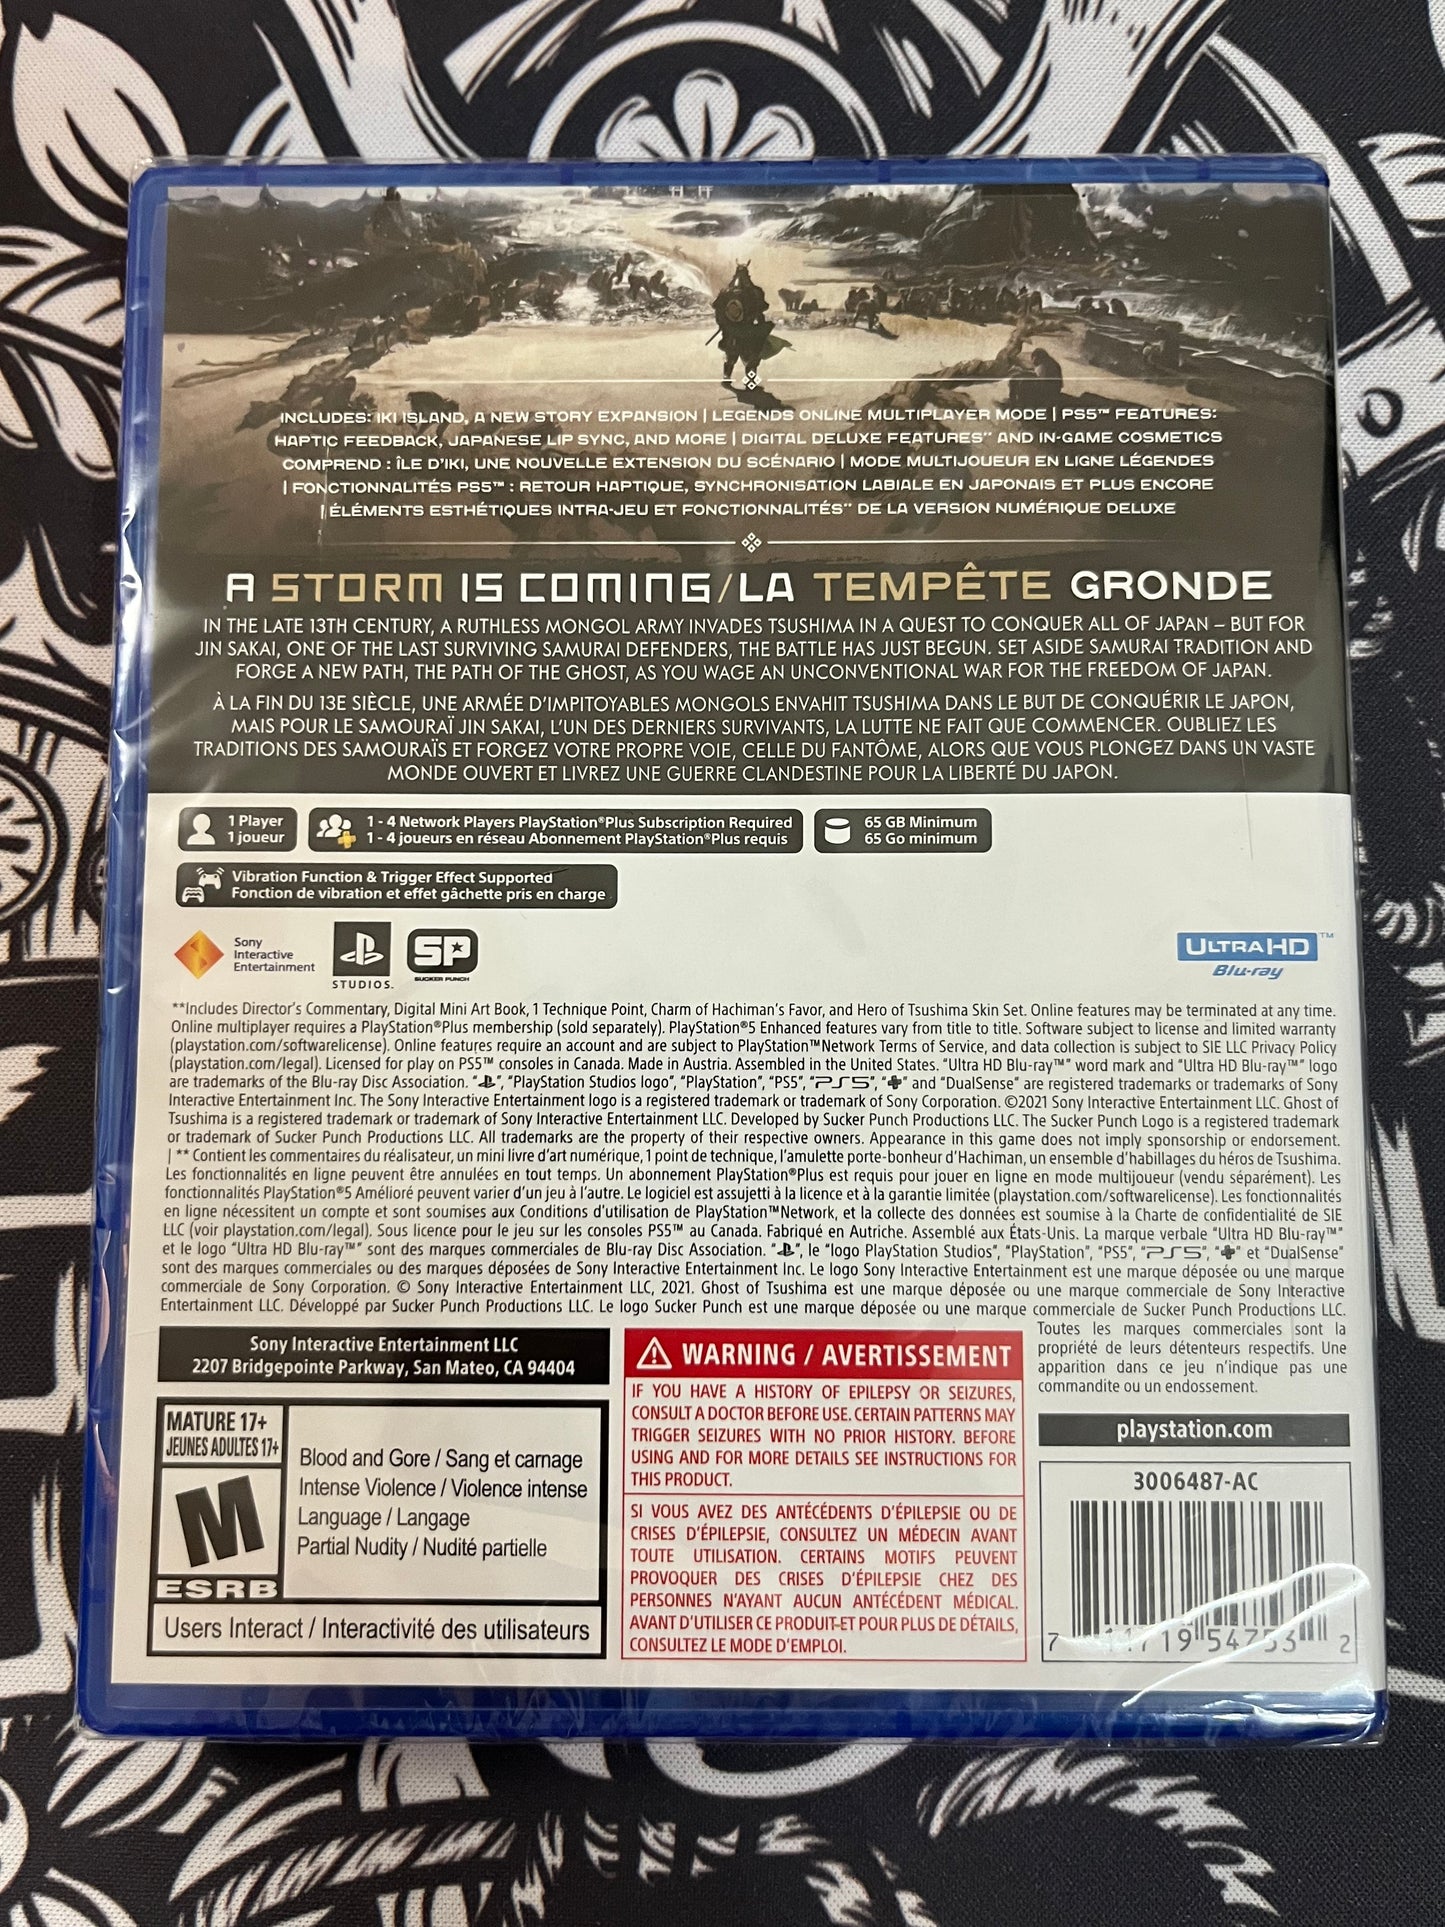 INCLUDES: IKI ISLAND, A NEW STORY EXPANSION | LEGENDS ONLINE MULTIPLAYER MODE | PS5™ FEATURES:
HAPTIC FEEDBACK, JAPANESE LIP SYNC, AND MORE | DIGITAL DELUXE FEATURES** AND IN-GAME COSMETICS
COMPREND : ÎLE D'IKI, UNE NOUVELLE EXTENSION DU SCÉNARIO | MODE MULTIJOUEUR EN LIGNE LÉGENDES
| FONCTIONNALITÉS PS5™ : RETOUR HAPTIQUE, SYNCHRONISATION LABIALE EN JAPONAIS ET PLUS ENCORE
| ÉLÉMENTS ESTHÉTIQUES INTRA-JEU ET FONCTIONNALITÉS** DE LA VERSION NUMÉRIQUE DELUXE
A STORM IS COMING/LA TEMPÊTE GRONDE
IN THE LATE 13TH CENTURY, A RUTHLESS MONGOL ARMY INVADES TSUSHIMA IN A QUEST TO CONQUER ALL OF JAPAN – BUT FOR
JIN SAKAI, ONE OF THE LAST SURVIVING SAMURAI DEFENDERS, THE BATTLE HAS JUST BEGUN. SET ASIDE SAMURAI TRADITION AND
FORGE A NEW PATH, THE PATH OF THE GHOST, AS YOU WAGE AN UNCONVENTIONAL WAR FOR THE FREEDOM OF JAPAN.
À LA FIN DU 13E SIÈCLE, UNE ARMÉE D'IMPITOYABLES MONGOLS ENVAHIT TSUSHIMA DANS LE BUT DE CONQUÉRIR LE JAPON,
MAIS POUR LE SAMOURAÏ JIN SAKAI, L'UN DES DERNIERS SURVIVANTS, LA LUTTE NE FAIT QUE COMMENCER. OUBLIEZ LES
TRADITIONS DES SAMOURAÏS ET FORGEZ VOTRE PROPRE VOIE, CELLE DU FANTÔME, ALORS QUE VOUS PLONGEZ DANS UN VASTE
MONDE OUVERT ET LIVREZ UNE GUERRE CLANDESTINE POUR LA LIBERTÉ DU JAPON.
1 Player
1 joueur
1 - 4 Network Players PlayStation®Plus Subscription Required
1 - 4 joueurs en réseau Abonnement PlayStation®Plus requis
65 GB Minimum
65 Go minimum
Vibration Function & Trigger Effect Supported
Fonction de vibration et effet gâchette pris en charge
Sony
Interactive
Entertainment
STUDIOS.
SP
SUCKER PUNCH
ULTRA HD™
Blu-ray
**Includes Director's Commentary, Digital Mini Art Book, 1 Technique Point, Charm of Hachiman's Favor, and Hero of Tsushima Skin Set. Online features may be terminated at any time.
Online multiplayer requires a PlayStation®Plus membership (sold separately). PlayStation®5 Enhanced features vary from title to title. Software subject to license and limited warranty
(playstation.com/softwarelicense). Online features require an account and are subject to PlayStation™Network Terms of Service, and data collection is subject to SIE LLC Privacy Policy
(playstation.com/legal). Licensed for play on PS5™ consoles in Canada. Made in Austria. Assembled in the United States. "Ultra HD Blu-ray™" word mark and "Ultra HD Blu-ray™" logo
are trademarks of the Blu-ray Disc Association. "PS", "PlayStation Studios logo", "PlayStation", "PS5", "PS5", "+" and "DualSense" are registered trademarks or trademarks of Sony
Interactive Entertainment Inc. The Sony Interactive Entertainment logo is a registered trademark or trademark of Sony Corporation. ©2021 Sony Interactive Entertainment LLC. Ghost of
Tsushima is a registered trademark or trademark of Sony Interactive Entertainment LLC. Developed by Sucker Punch Productions LLC. The Sucker Punch Logo is a registered trademark
or trademark of Sucker Punch Productions LLC. All trademarks are the property of their respective owners. Appearance in this game does not imply sponsorship or endorsement.
| ** Contient les commentaires du réalisateur, un mini livre d'art numérique, 1 point de technique, l'amulette porte-bonheur d'Hachiman, un ensemble d'habillages du héros de Tsushima.
Les fonctionnalités en ligne peuvent être annulées en tout temps. Un abonnement PlayStation®Plus est requis pour jouer en ligne en mode multijoueur (vendu séparément). Les
fonctionnalités PlayStation®5 Amélioré peuvent varier d'un jeu à l'autre. Le logiciel est assujetti à la licence et à la garantie limitée (playstation.com/softwarelicense). Les fonctionnalités
en ligne nécessitent un compte et sont soumises aux Conditions d'utilisation de PlayStation™Network, et la collecte des données est soumise à la Charte de confidentialité de SIE
LLC (voir playstation.com/legal). Sous licence pour le jeu sur les consoles PS5™ au Canada. Fabriqué en Autriche. Assemblé aux États-Unis. La marque verbale "Ultra HD Blu-ray™"
et le logo "Ultra HD Blu-ray™" sont des marques commerciales de Blu-ray Disc Association. "PS", le "logo PlayStation Studios", "PlayStation", "PS5", "PS5", "+" et "DualSense"
sont des marques commerciales ou des marques déposées de Sony Interactive Entertainment Inc. Le logo Sony Interactive Entertainment est une marque déposée ou une marque
commerciale de Sony Corporation. © Sony Interactive Entertainment LLC, 2021. Ghost of Tsushima est une marque déposée ou une marque commerciale de Sony Interactive
Entertainment LLC. Développé par Sucker Punch Productions LLC. Le logo Sucker Punch est une marque déposée ou une marque commerciale de Sucker Punch Productions LLC.
Toutes les marques commerciales sont la
propriété de leurs détenteurs respectifs. Une
apparition dans ce jeu n'indique pas une
commandite ou un endossement.
Sony Interactive Entertainment LLC
2207 Bridgepointe Parkway, San Mateo, CA 94404
MATURE 17+
JEUNES ADULTES 17+
M
ESRB
Blood and Gore / Sang et carnage
Intense Violence / Violence intense
Language / Langage
Partial Nudity / Nudité partielle
Users Interact / Interactivité des utilisateurs
WARNING / AVERTISSEMENT
IF YOU HAVE A HISTORY OF EPILEPSY OR SEIZURES,
CONSULT A DOCTOR BEFORE USE. CERTAIN PATTERNS MAY
TRIGGER SEIZURES WITH NO PRIOR HISTORY. BEFORE
USING AND FOR MORE DETAILS SEE INSTRUCTIONS FOR
THIS PRODUCT.
SI VOUS AVEZ DES ANTÉCÉDENTS D'ÉPILEPSIE OU DE
CRISES D'ÉPILEPSIE, CONSULTEZ UN MÉDECIN AVANT
TOUTE UTILISATION. CERTAINS MOTIFS PEUVENT
PROVOQUER DES CRISES D'ÉPILEPSIE CHEZ DES
PERSONNES N'AYANT AUCUN ANTÉCÉDENT MÉDICAL.
AVANT D'UTILISER CE PRODUIT ET POUR PLUS DE DÉTAILS,
CONSULTEZ LE MODE D'EMPLOI.
playstation.com
3006487-AC
7 11719 54753 2